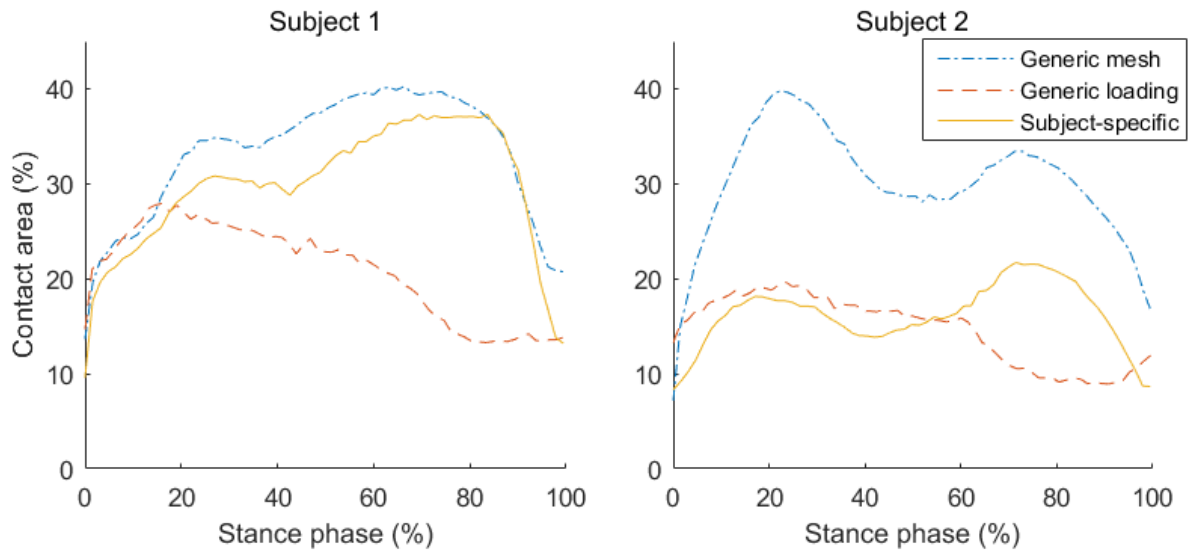 Subject 1
Contact area (%)
40
30
20
10
0
0 20 40 60 80 100
Stance phase (%)
Subject 2
Generic mesh
Generic loading
Subject-specific
40
30
20
10
0
0 20 40 60 80 100
Stance phase (%)